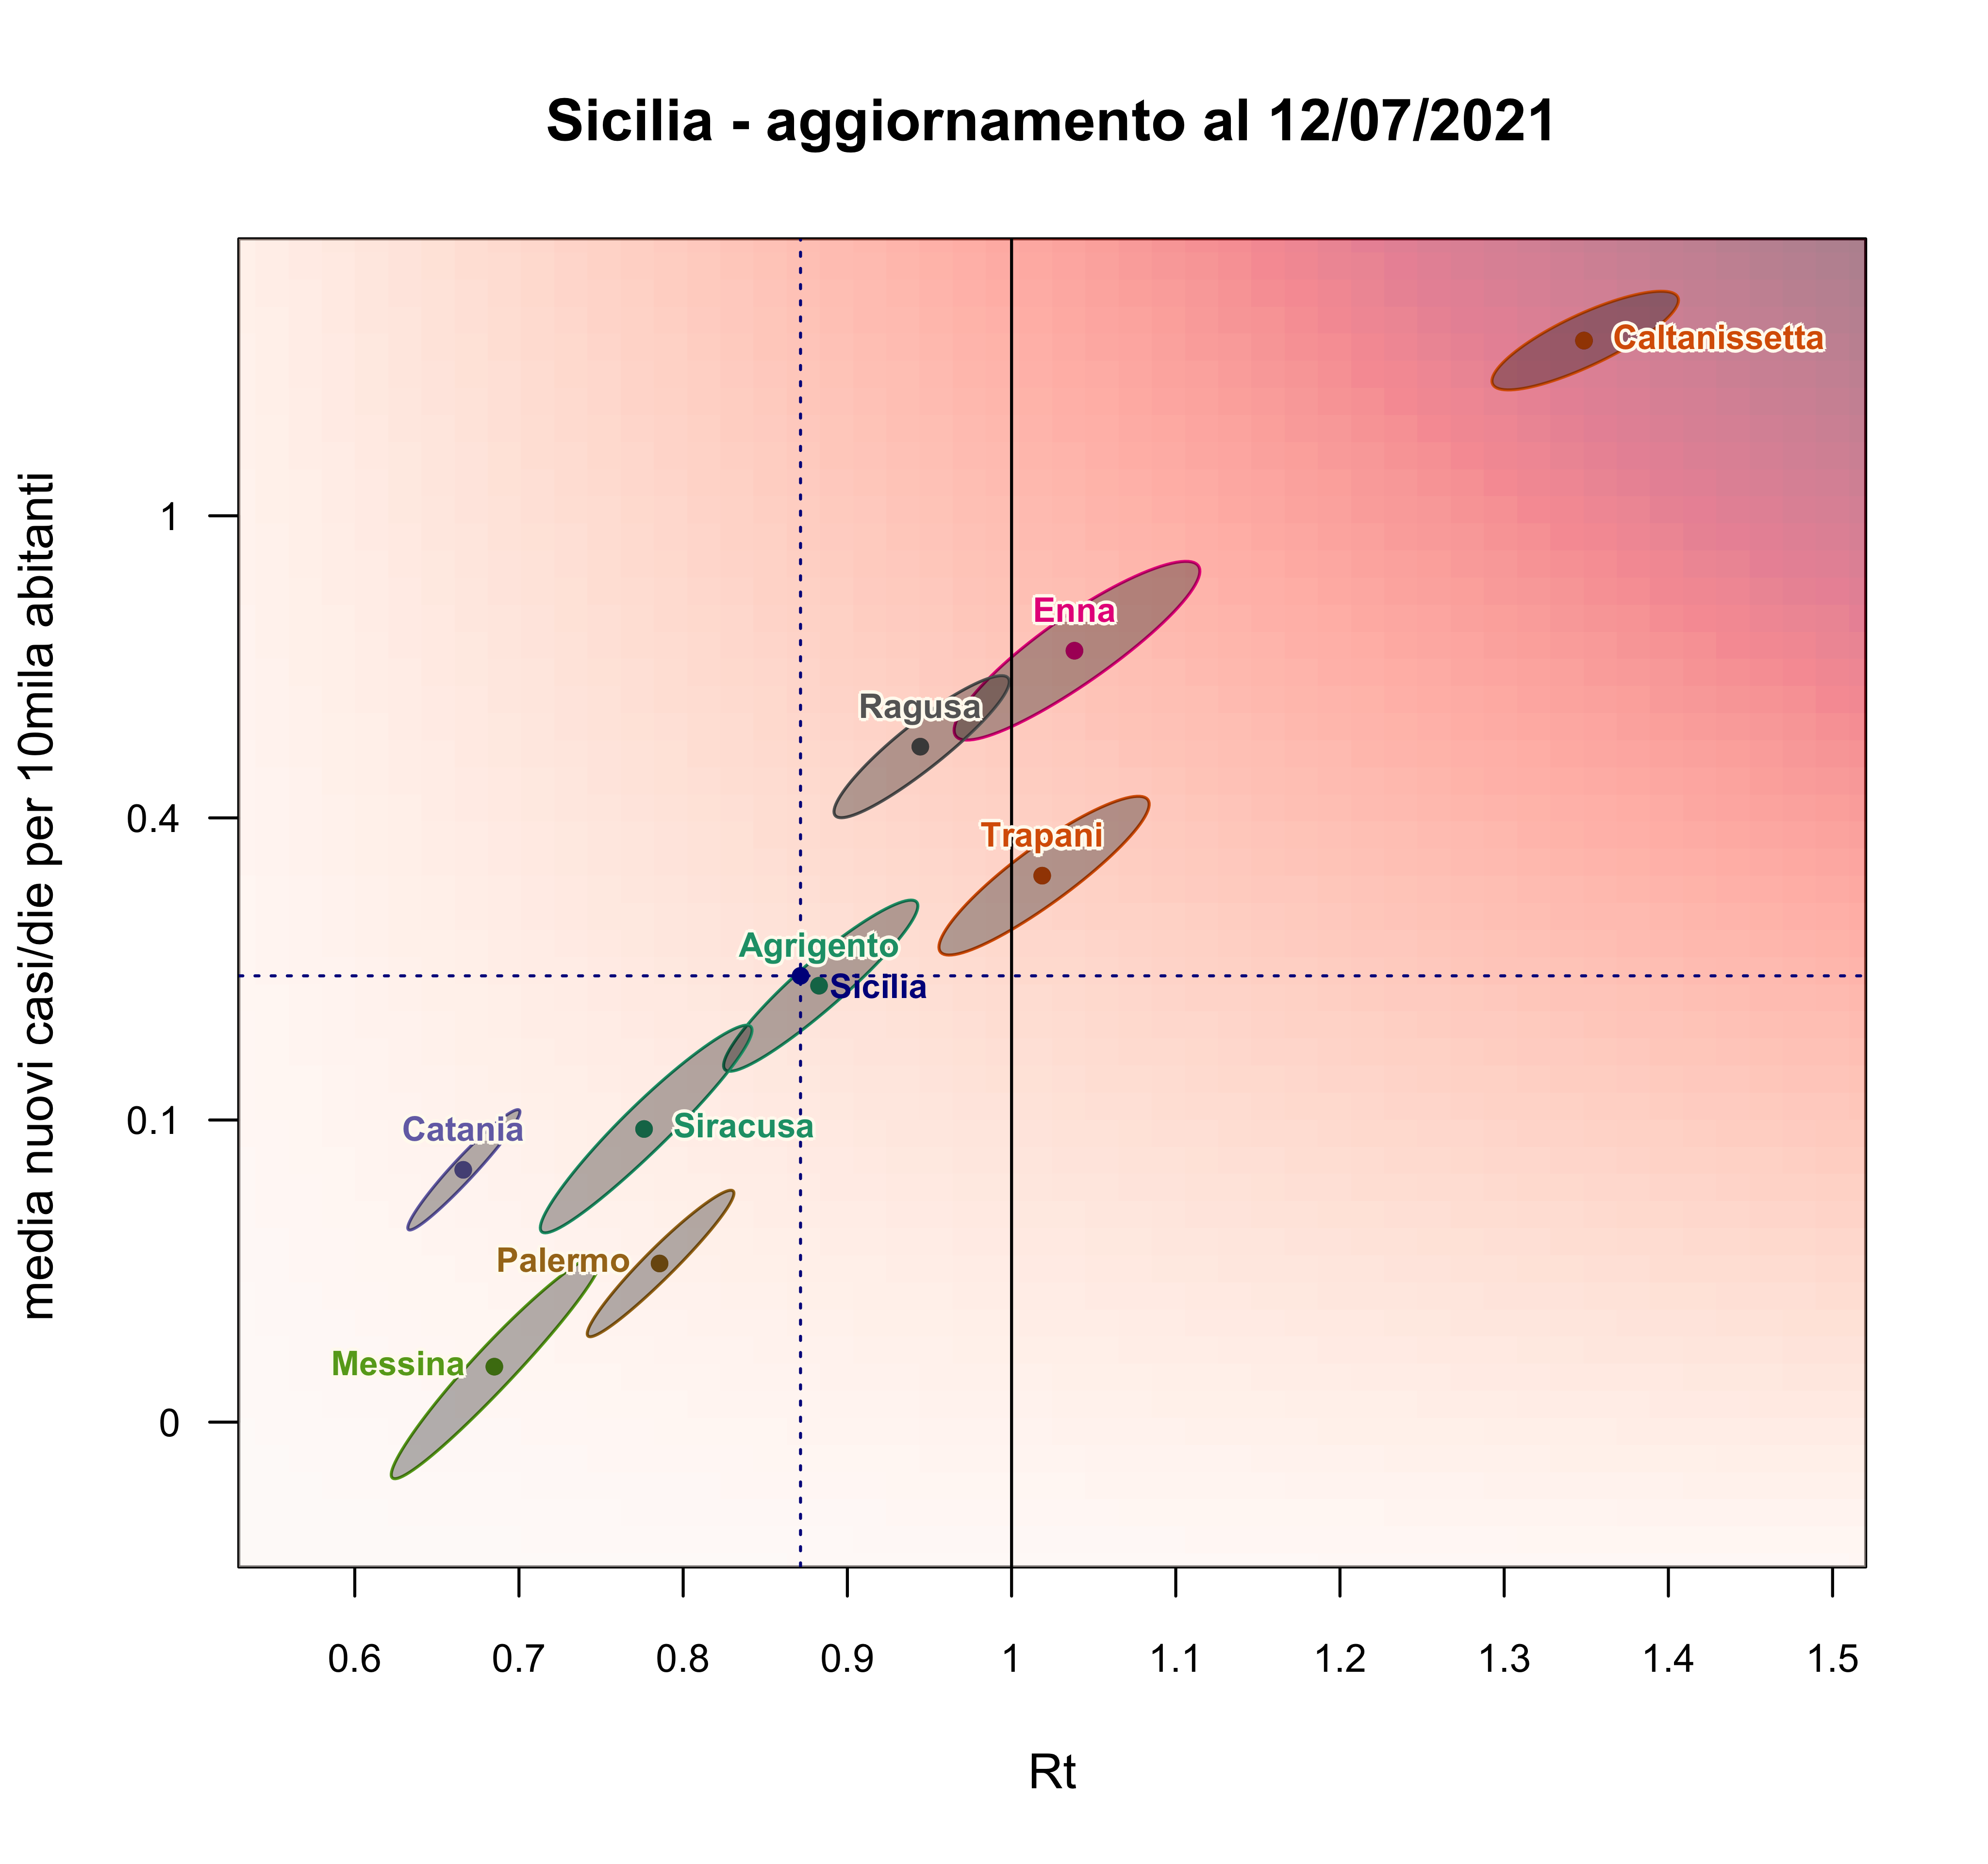 Sicilia - aggiornamento al 12/07/2021
media nuovi casi/die per 10mila abitanti
1
0.4
0.1
0
Caltanissetta
Enna
Ragusa
Trapani
Agrigento
Sicilia
Catania
Siracusa
Palermo
Messina
0.6 0.7 0.8 0.9 1 1.1 1.2 1.3 1.4 1.5
Rt